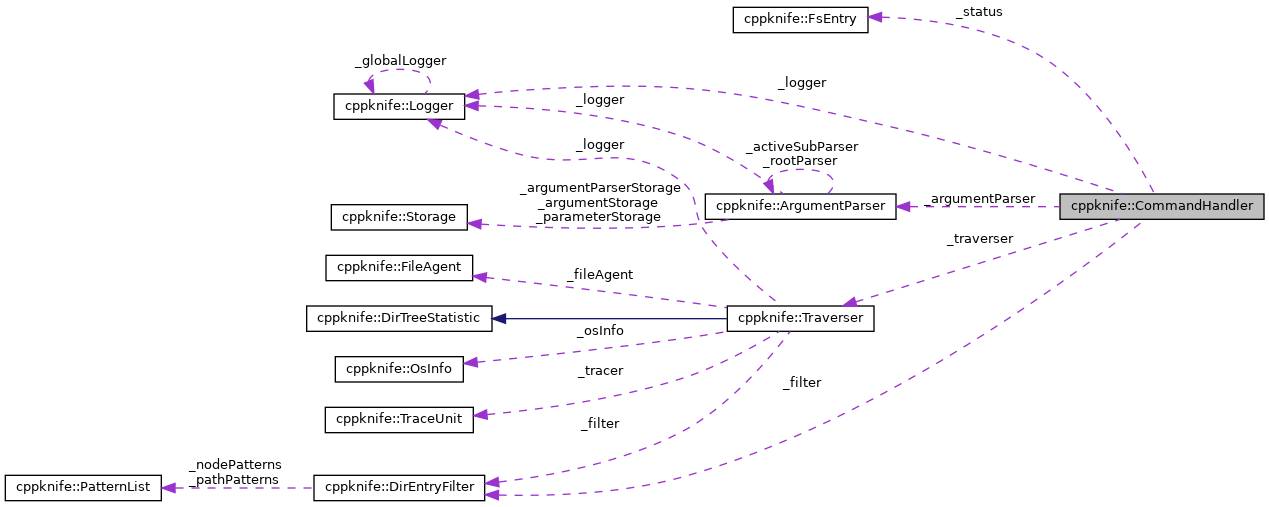 cppknife::FsEntry
_status
_globalLogger
_logger
cppknife::Logger
_logger
_logger
_activeSubParser
_rootParser
_argumentParserStorage
_argumentStorage
_parameterStorage
cppknife::Storage
cppknife::ArgumentParser
_argumentParser
cppknife::CommandHandler
_traverser
cppknife::FileAgent
_fileAgent
cppknife::DirTreeStatistic
cppknife::Traverser
_osInfo
cppknife::OsInfo
_tracer
_filter
cppknife::TraceUnit
_filter
_nodePatterns
_pathPatterns
cppknife::PatternList
cppknife::DirEntryFilter